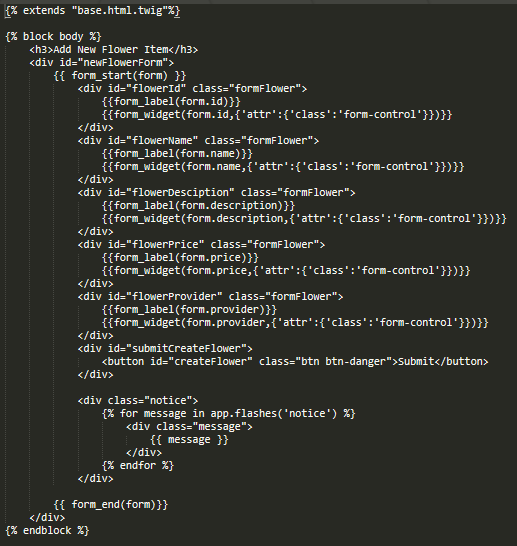 {% extends "base.html.twig"%}
{% block body %}
<h3>Add New Flower Item</h3>
<div id="newFlowerForm">
{{ form_start(form) }}
<div id="flowerId" class="formFlower">
{{form_label(form.id)}}
{{form_widget(form.id,{'attr':{'class':'form-control'}})}}
</div>
<div id="flowerName" class="formFlower">
{{form_label(form.name)}}
{{form_widget(form.name,{'attr':{'class':'form-control'}})}}
</div>
<div id="flowerDesciption" class="formFlower">
{{form_label(form.description)}}
{{form_widget(form.description,{'attr':{'class':'form-control'}})}}
</div>
<div id="flowerPrice" class="formFlower">
{{form_label(form.price)}}
{{form_widget(form.price,{'attr':{'class':'form-control'}})}}
</div>
<div id="flowerProvider" class="formFlower">
{{form_label(form.provider)}}
{{form_widget(form.provider,{'attr':{'class':'form-control'}})}}
</div>
<div id="submitCreateFlower">
<button id="createFlower" class="btn btn-danger">Submit</button>
</div>
<div class="notice">
{% for message in app.flashes('notice') %}
<div class="message">
{{ message }}
</div>
{% endfor %}
</div>
{{ form_end(form)}}
</div>
{% endblock %}